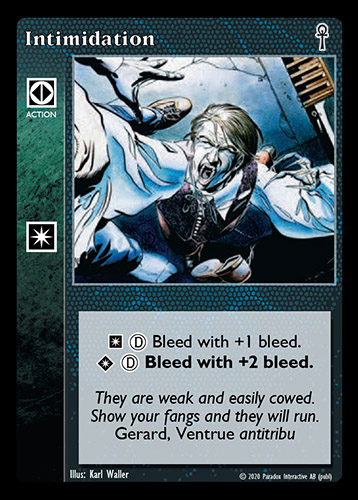 Intimidation
ACTION
D Bleed with +1 bleed.
D Bleed with +2 bleed.
They are weak and easily cowed.
Show your fangs and they will run.
Gerard, Ventrue antitribu
Illus: Karl Waller
© 2020 Paradox Interactive AB (publ)